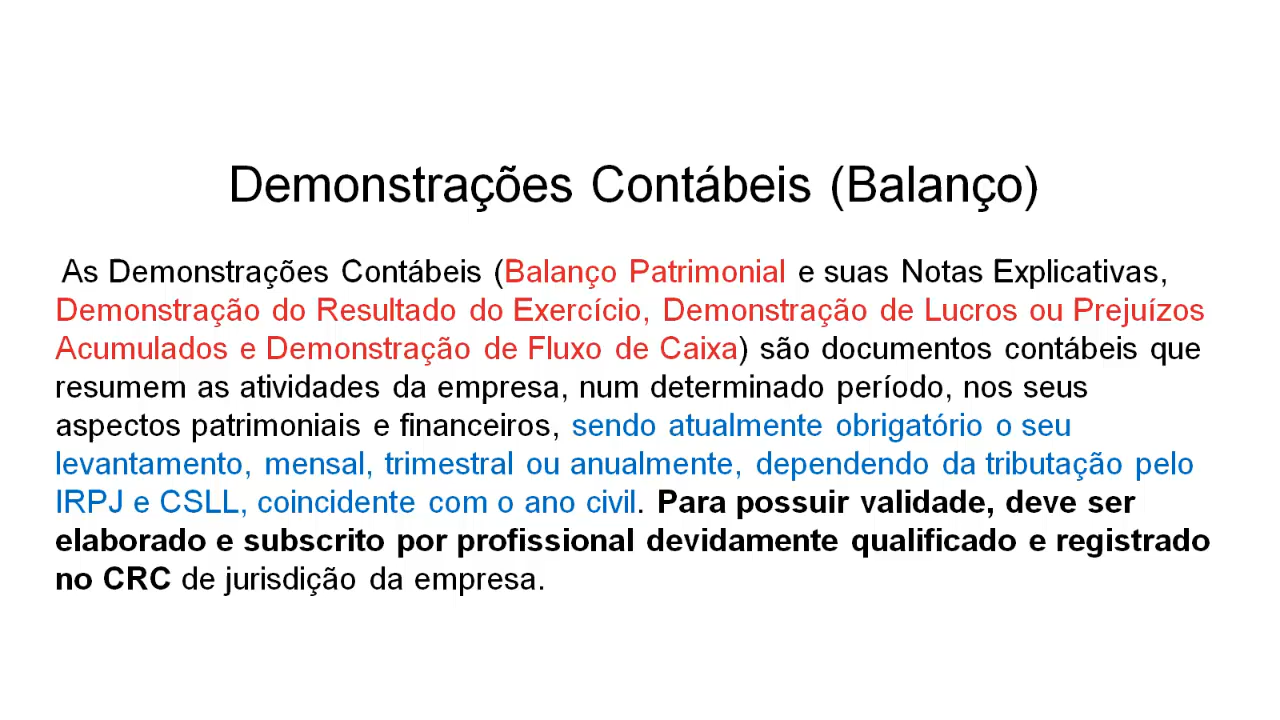 Demonstrações Contábeis (Balanço)
As Demonstrações Contábeis (Balanço Patrimonial e suas Notas Explicativas,
Demonstração do Resultado do Exercício, Demonstração de Lucros ou Prejuízos
Acumulados e Demonstração de Fluxo de Caixa) são documentos contábeis que
resumem as atividades da empresa, num determinado período, nos seus
aspectos patrimoniais e financeiros, sendo atualmente obrigatório o seu
levantamento, mensal, trimestral ou anualmente, dependendo da tributação pelo
IRPJ e CSLL, coincidente com o ano civil. Para possuir validade, deve ser
elaborado e subscrito por profissional devidamente qualificado e registrado
no CRC de jurisdição da empresa.